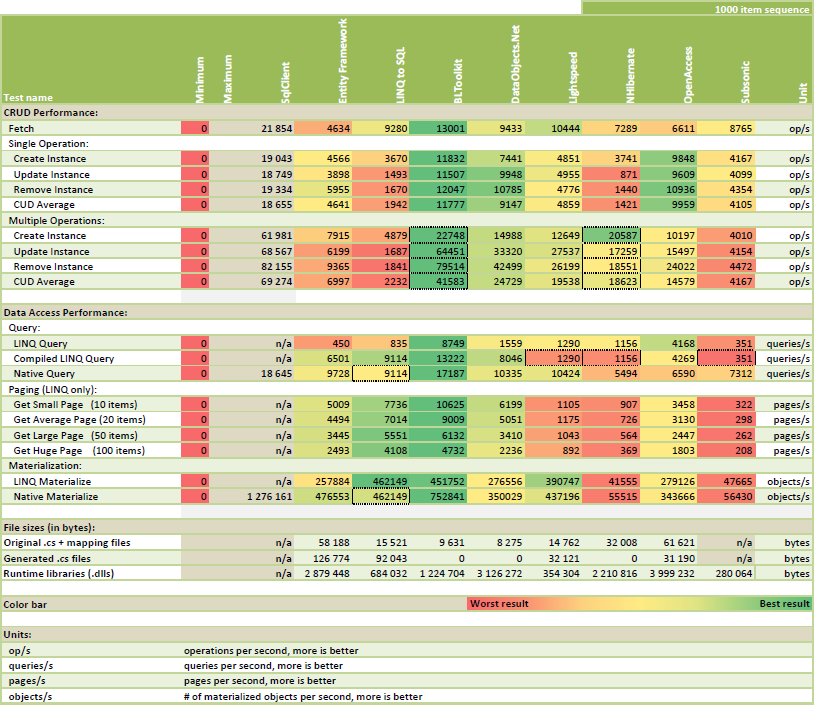 1000 item sequence
Test name Minimum Maximum SqlClient Entity Framework LINQ to SQL BLToolkit DataObjects.Net Lightspeed NHibernate OpenAccess Subsonic Unit
CRUD Performance:
Fetch 0 21 854 4634 9280 13001 9433 10444 7289 6611 8765 op/s
Single Operation:
Create Instance 0 19 043 4566 3670 11832 7441 4851 3741 9848 4167 op/s
Update Instance 0 18 749 3898 1493 11507 9948 4955 871 9609 4099 op/s
Remove Instance 0 19 334 5955 1670 12047 10785 4776 1440 10936 4354 op/s
CUD Average 0 18 655 4641 1942 11777 9147 4859 1421 9959 4105 op/s
Multiple Operations:
Create Instance 0 61 981 7915 4879 22748 14988 12649 20587 10197 4010 op/s
Update Instance 0 68 567 6199 1687 64451 33320 27537 17259 15497 4154 op/s
Remove Instance 0 82 155 9365 1841 79514 42499 26199 18551 24022 4472 op/s
CUD Average 0 69 274 6997 2232 41583 24729 19538 18623 14579 4167 op/s
Data Access Performance:
Query:
LINQ Query 0 n/a 450 835 8749 1559 1290 1156 4168 351 queries/s
Compiled LINQ Query 0 n/a 6501 9114 13222 8046 1290 1156 4269 351 queries/s
Native Query 0 18 645 9728 9114 17187 10335 10424 5494 6590 7312 queries/s
Paging (LINQ only):
Get Small Page (10 items) 0 n/a 5009 7736 10625 6199 1105 907 3458 322 pages/s
Get Average Page (20 items) 0 n/a 4494 7014 9009 5051 1175 726 3130 298 pages/s
Get Large Page (50 items) 0 n/a 3445 5551 6132 3410 1043 564 2447 262 pages/s
Get Huge Page (100 items) 0 n/a 2493 4108 4732 2236 892 369 1803 208 pages/s
Materialization:
LINQ Materialize 0 n/a 257884 462149 451752 276556 390747 41555 279126 47665 objects/s
Native Materialize 0 1 276 161 476553 462149 752841 350029 437196 55515 343666 56430 objects/s
File sizes (in bytes):
Original .cs + mapping files n/a 58 188 15 521 9 631 8 275 14 762 32 008 61 621 n/a bytes
Generated .cs files n/a 126 774 92 043 0 0 32 121 0 31 190 n/a bytes
Runtime libraries (.dlls) n/a 2 879 448 684 032 1 224 704 3 126 272 354 304 2 210 816 3 999 232 280 064 bytes
Color bar Worst result Best result
Units:
op/s operations per second, more is better
queries/s queries per second, more is better
pages/s pages per second, more is better
objects/s # of materialized objects per second, more is better